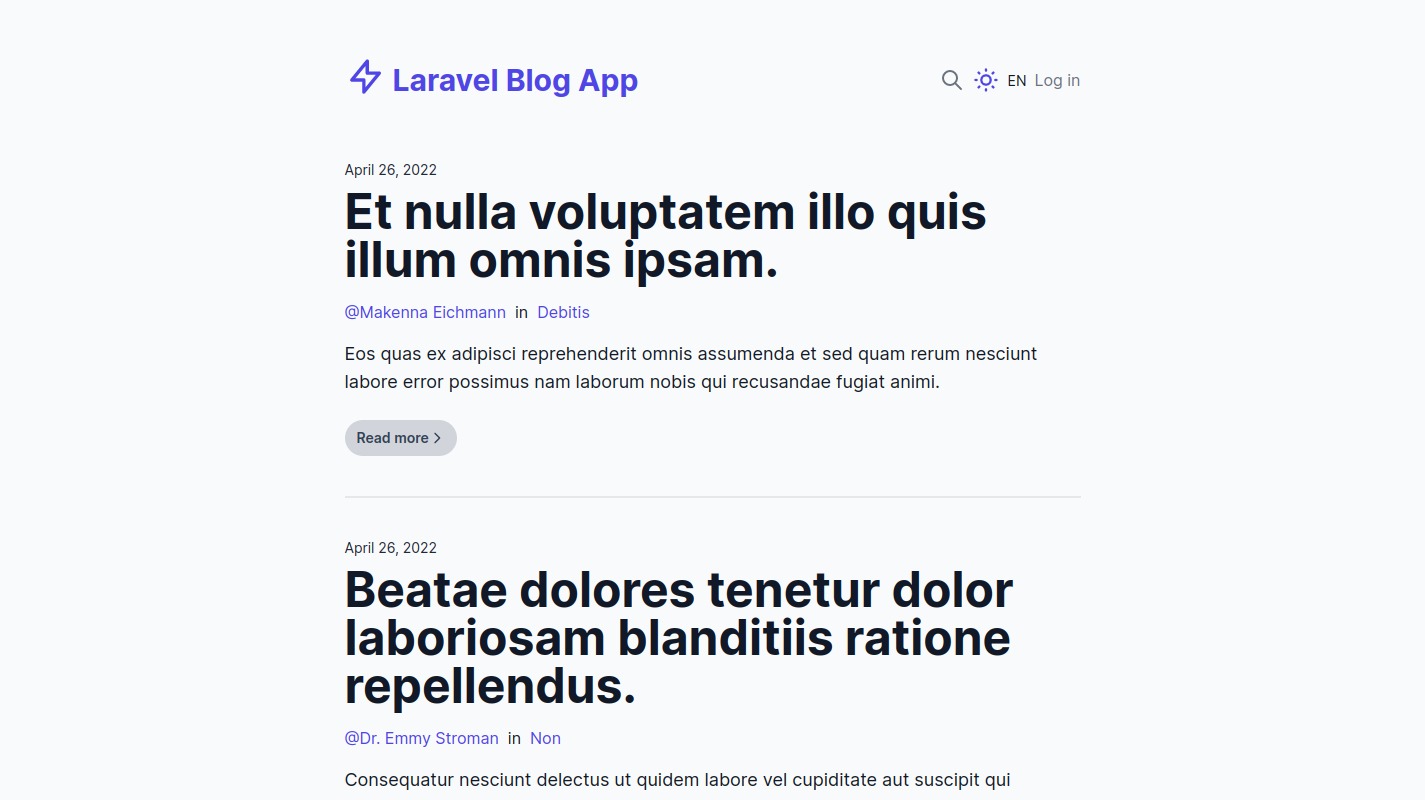 Laravel Blog App
EN Log in
April 26, 2022
Et nulla voluptatem illo quis
illum omnis ipsam.
@Makenna Eichmann in Debitis
Eos quas ex adipisci reprehenderit omnis assumenda et sed quam rerum nesciunt
labore error possimus nam laborum nobis qui recusandae fugiat animi.
Read more
April 26, 2022
Beatae dolores tenetur dolor
laboriosam blanditiis ratione
repellendus.
@Dr. Emmy Stroman in Non
Consequatur nesciunt delectus ut quidem labore vel cupiditate aut suscipit qui